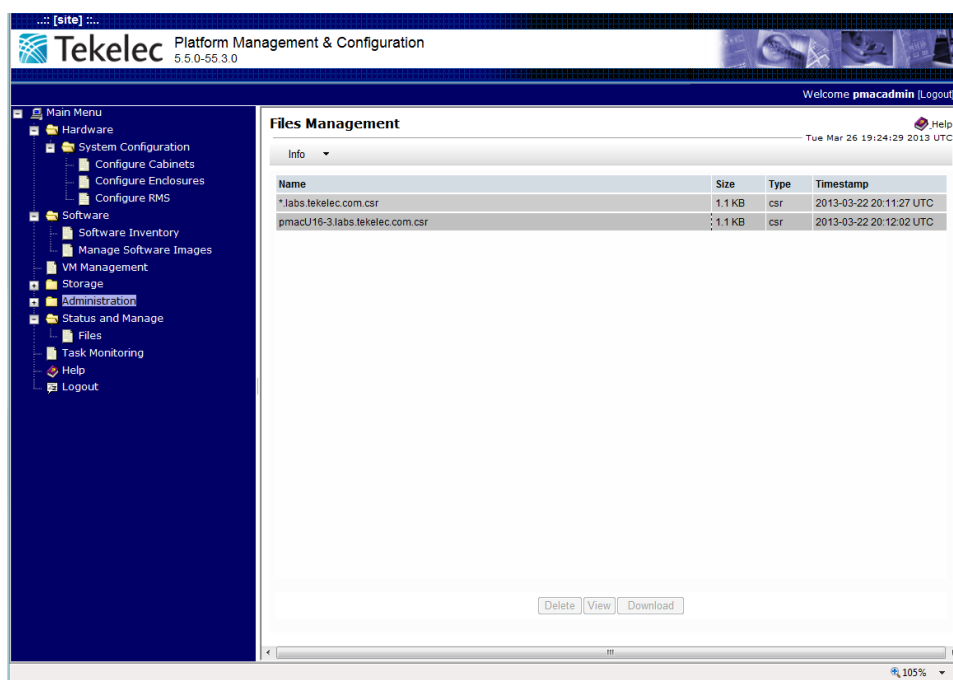 ..:: [site] ::..
Tekelec Platform Management & Configuration
5.5.0-55.3.0
Welcome pmacadmin [Logout
Main Menu
Hardware
System Configuration
Configure Cabinets
Configure Enclosures
Configure RMS
Software
Software Inventory
Manage Software Images
VM Management
Storage
Administration
Status and Manage
Files
Task Monitoring
Help
Logout
Files Management
Help
Tue Mar 26 19:24:29 2013 UTC
Info
Name Size Type Timestamp
*.labs.tekelec.com.csr 1.1 KB csr 2013-03-22 20:11:27 UTC
pmacU16-3.labs.tekelec.com.csr 1.1 KB csr 2013-03-22 20:12:02 UTC
Delete View Download
105%